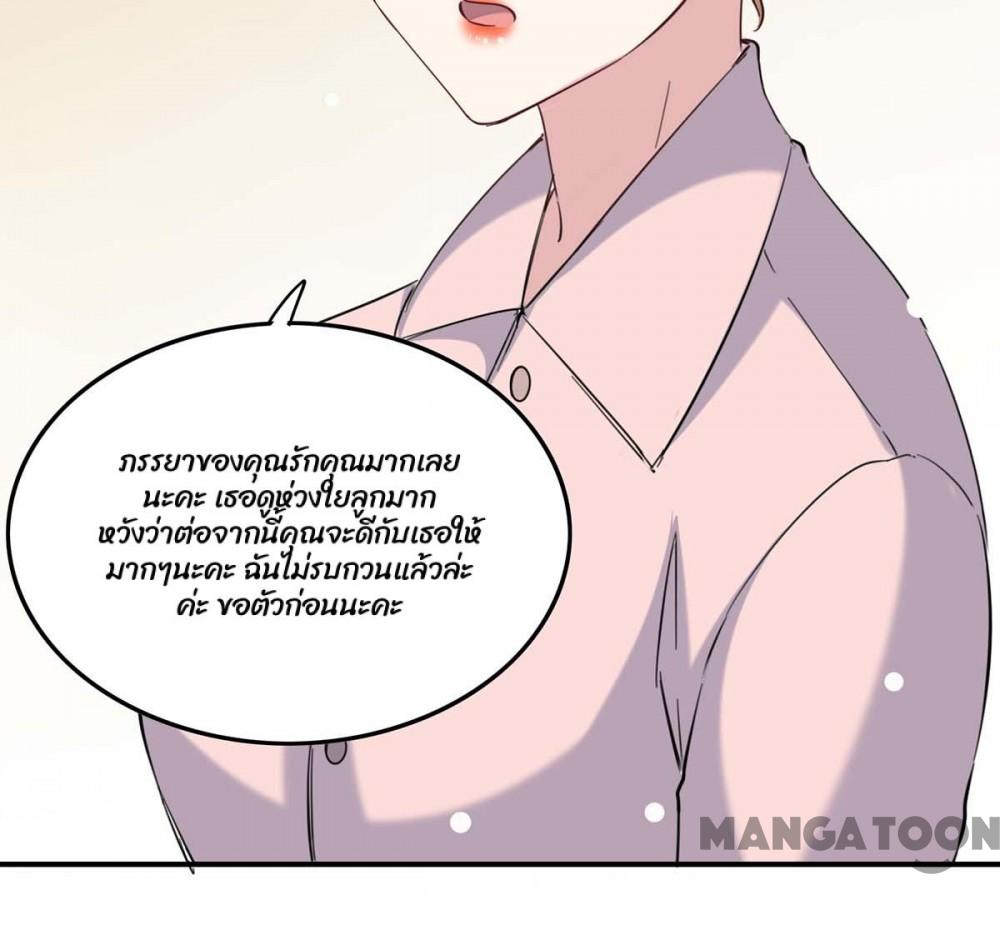 ภรรยาของคุณรักคุณมากเลย
นะคะ เธอดูห่วงใยลูกมาก
หวังว่าต่อจากนี้คุณจะดีกับเธอให้
มากๆนะคะ ฉันไม่รบกวนแล้วล่ะ
ค่ะ ขอตัวก่อนนะคะ
MANGATOON